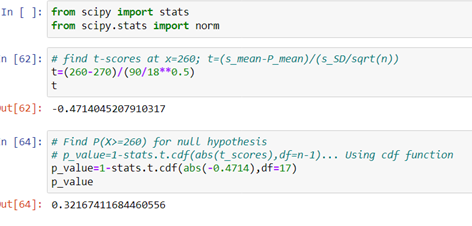 In [ ]: from scipy import stats
from scipy.stats import norm
n [62]: # find t-scores at x=260; t=(s_mean-P_mean)/(s_SD/sqrt(n))
t=(260-270)/(90/18**0.5)
t
Out[62]: -0.4714045207910317
n [64]: # Find P(X>=260) for null hypothesis
# p_value=1-stats.t.cdf(abs(t_scores),df=n-1)... Using cdf function
p_value=1-stats.t.cdf(abs(-0.4714),df=17)
p_value
Out[64]: 0.32167411684460556